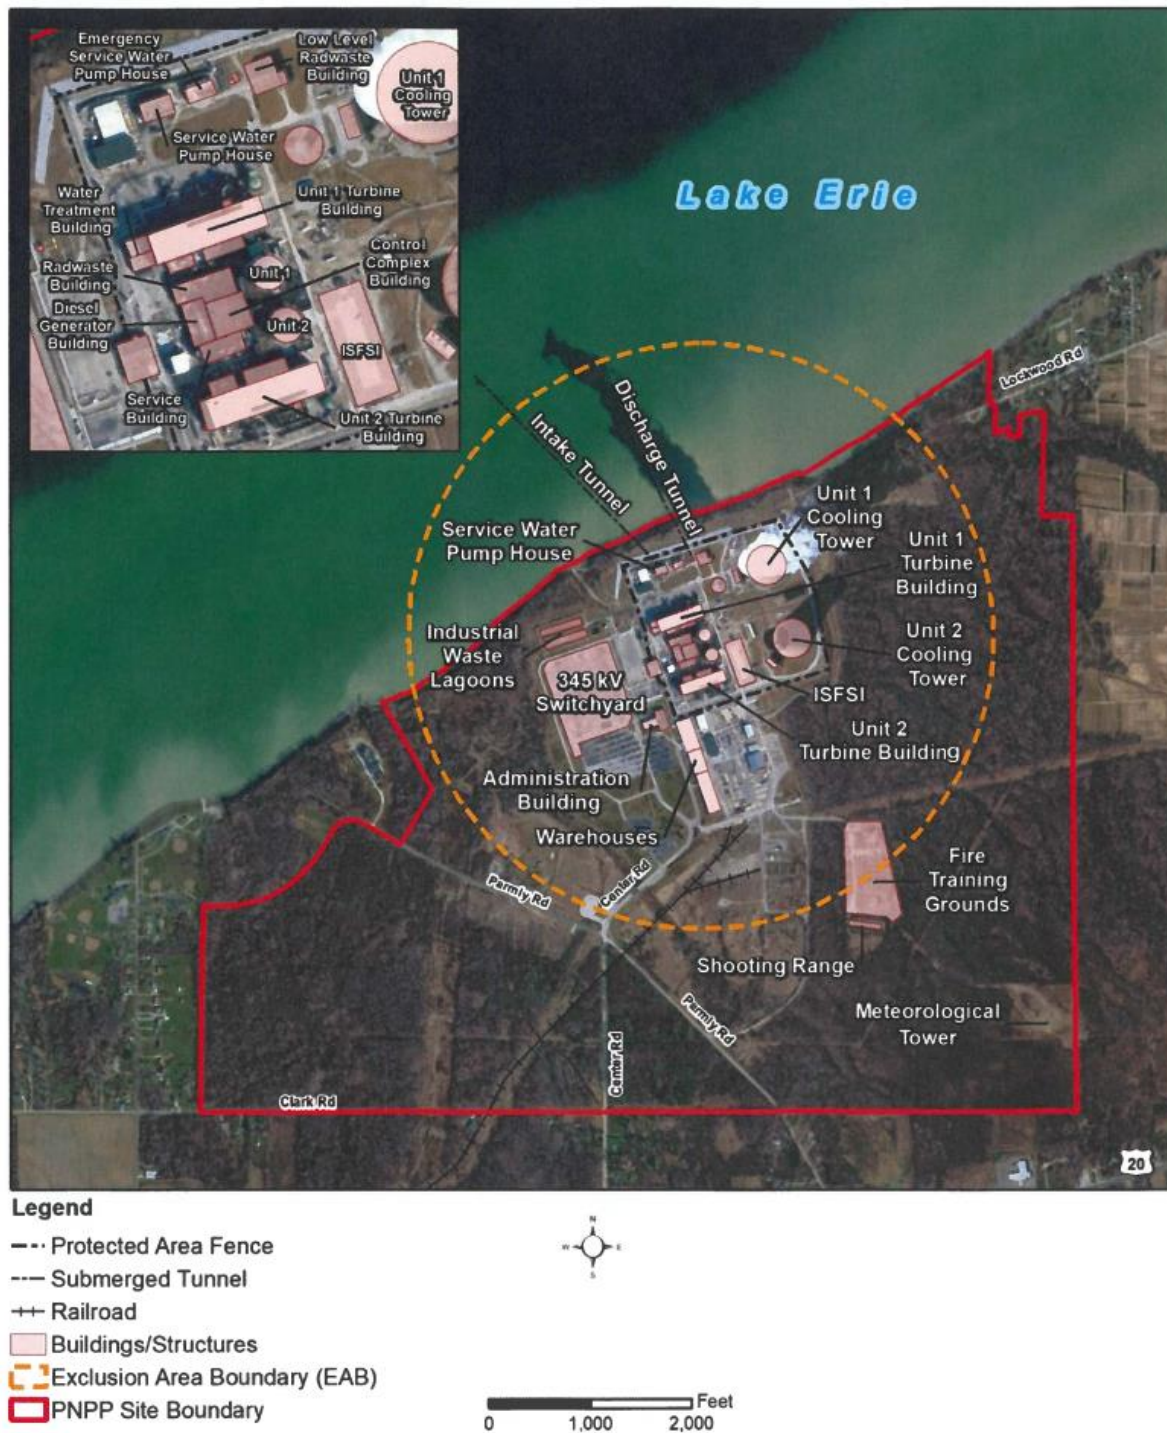 Emergency
Service Water
Pump House
Low Level
Radwaste
Building
Unit 1
Cooling
Tower
Service Water
Pump House
Water
Treatment
Building
Unit 1 Turbine
Building
Control
Complex
Building
Radwaste
Building
Unit 1
Diesel
Generator
Building
Unit 2
ISFSI
Service
Building
Unit 2 Turbine
Building
Lake Erie
Lockwood Rd
Discharge Tunnel
Intake Tunnel
Service Water
Pump House
Unit 1
Cooling
Tower
Unit 1
Turbine
Building
Industrial
Waste
Lagoons
345 kV
Switchyard
Unit 2
Cooling
Tower
ISFSI
Unit 2
Turbine Building
Administration
Building
Warehouses
Fire
Training
Grounds
Parmly Rd
Center Rd
Shooting Range
Parmly Rd
Meteorological
Tower
Center Rd
Clark Rd
20
Legend
Protected Area Fence
Submerged Tunnel
Railroad
Buildings/Structures
Exclusion Area Boundary (EAB)
PNPP Site Boundary
N
W E
S
Feet
0 1,000 2,000